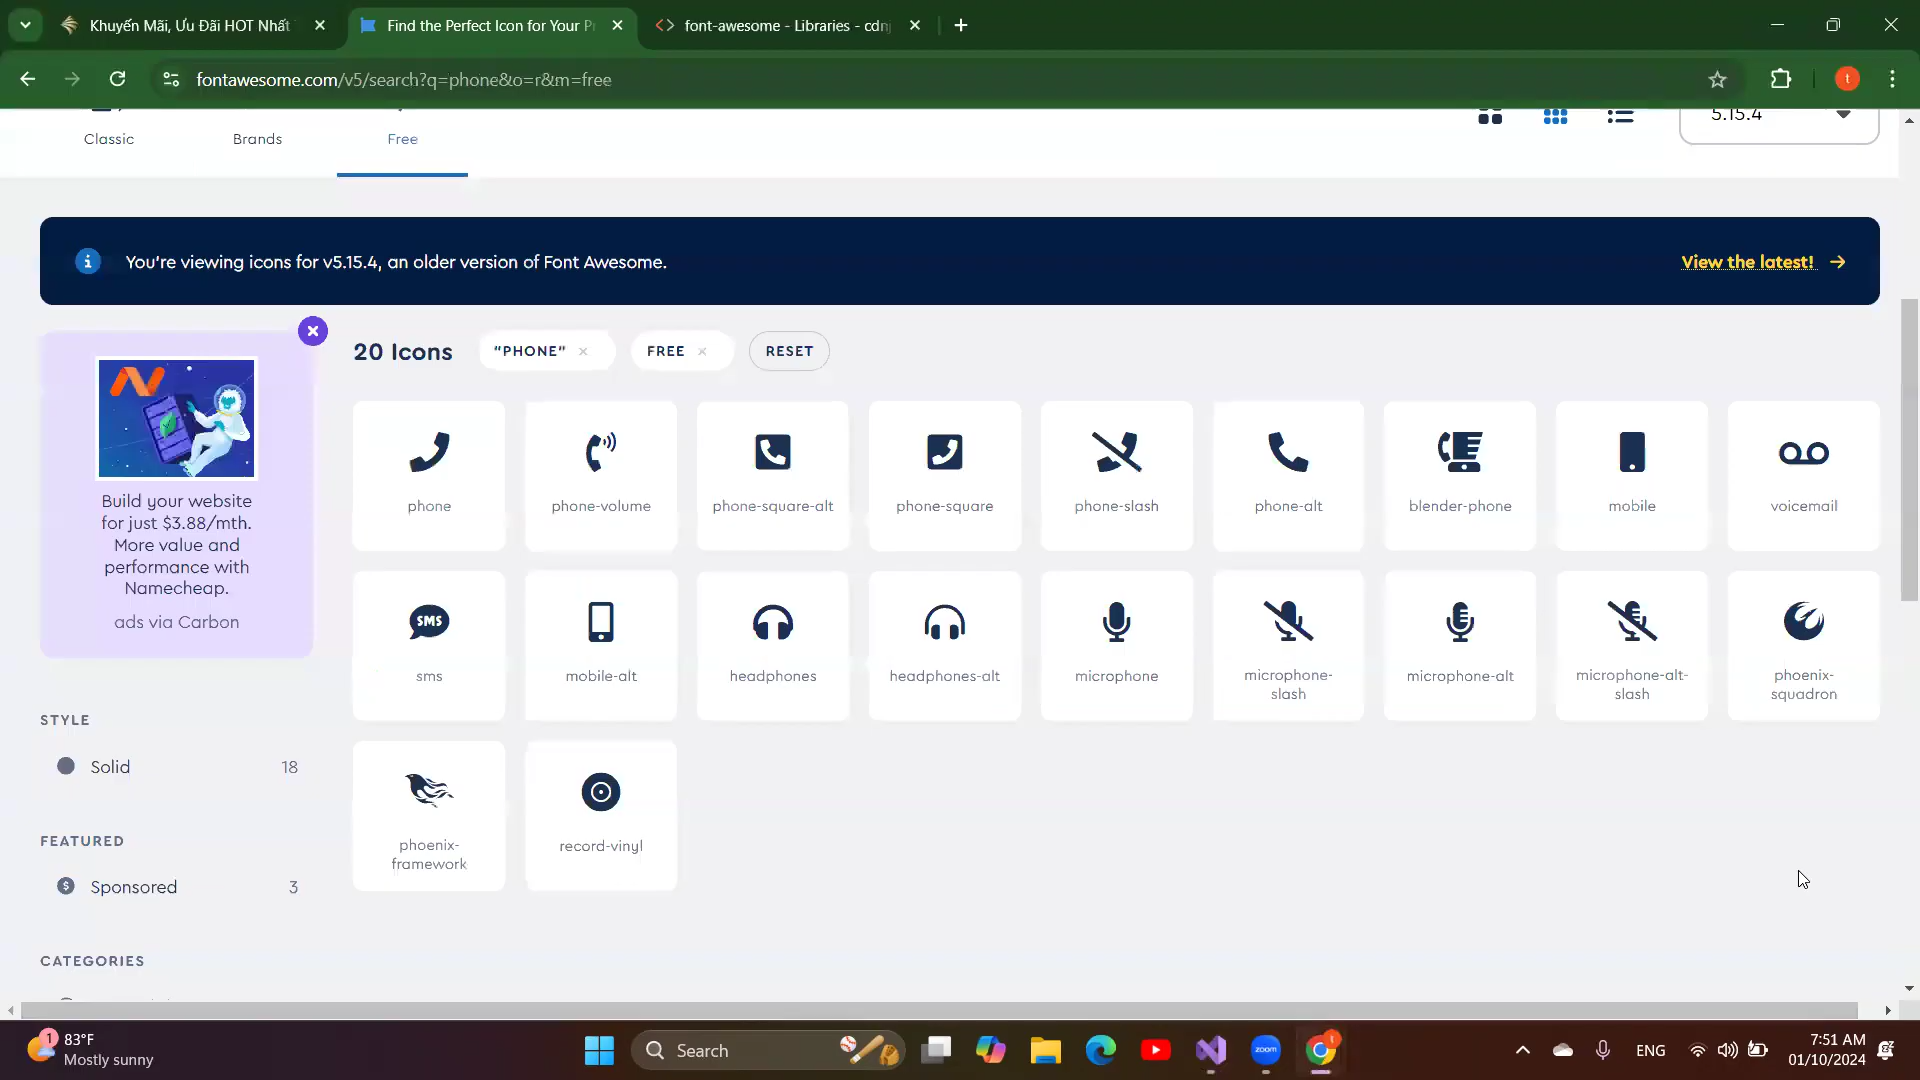 Khuyến Mãi, Ưu Đãi HOT Nhất
Find the Perfect Icon for Your P
font-awesome - Libraries - cdnj
fontawesome.com/v5/search?q=phone&o=r&m=free
t
Classic
Brands
Free
5.15.4
You're viewing icons for v5.15.4, an older version of Font Awesome.
View the latest!
20 Icons
"PHONE"
FREE
RESET
Build your website
for just $3.88/mth.
More value and
performance with
Namecheap.
ads via Carbon
phone
phone-volume
phone-square-alt
phone-square
phone-slash
phone-alt
blender-phone
mobile
voicemail
SMS
sms
mobile-alt
headphones
headphones-alt
microphone
microphone-
slash
microphone-alt
microphone-alt-
slash
phoenix-
squadron
phoenix-
framework
record-vinyl
STYLE
Solid
18
FEATURED
Sponsored
3
CATEGORIES
1
83°F
Mostly sunny
Search
zoom
t
ENG
7:51 AM
01/10/2024